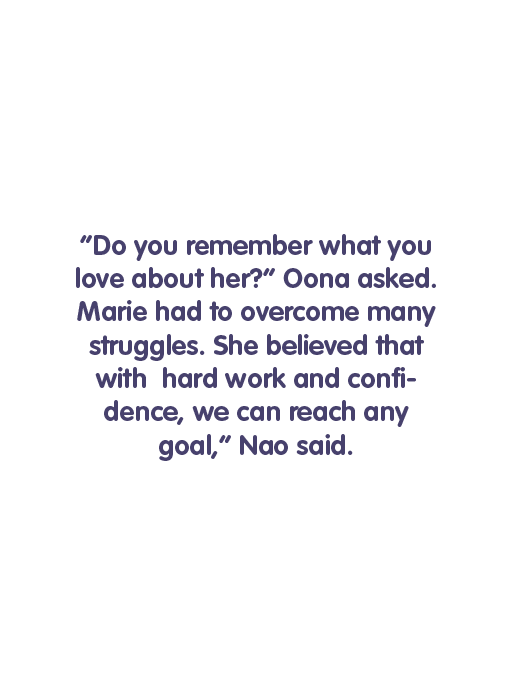 ”Do you remember what you
love about her?” Oona asked.
Marie had to overcome many
struggles. She believed that
with  hard work and confi-
dence, we can reach any
goal,” Nao said.